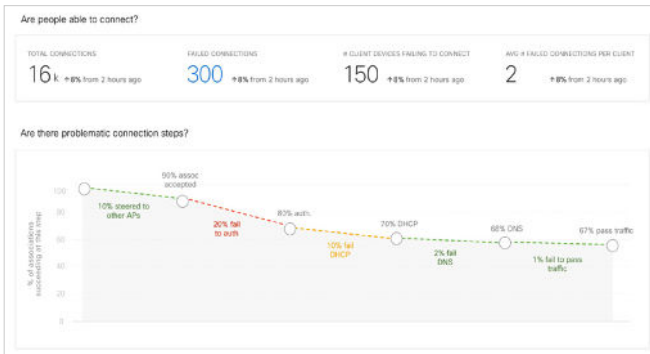 Are people able to connect?
TOTAL CONNECTIONS
16k ↑8% from 2 hours ago
FAILED CONNECTIONS
300 ↑8% from 2 hours ago
# CLIENT DEVICES FAILING TO CONNECT
150 ↑8% from 2 hours ago
AVG # FAILED CONNECTIONS PER CLIENT
2 ↑8% from 2 hours ago
Are there problematic connection steps?
% of associations
succeeding at this step
100
80
60
40
20
0
10% steered to
other APs
90% assoc
accepted
20% fail
to auth
80% auth.
10% fail
DHCP
70% DHCP
2% fail
DNS
68% DNS
1% fail to pass
traffic
67% pass traffic